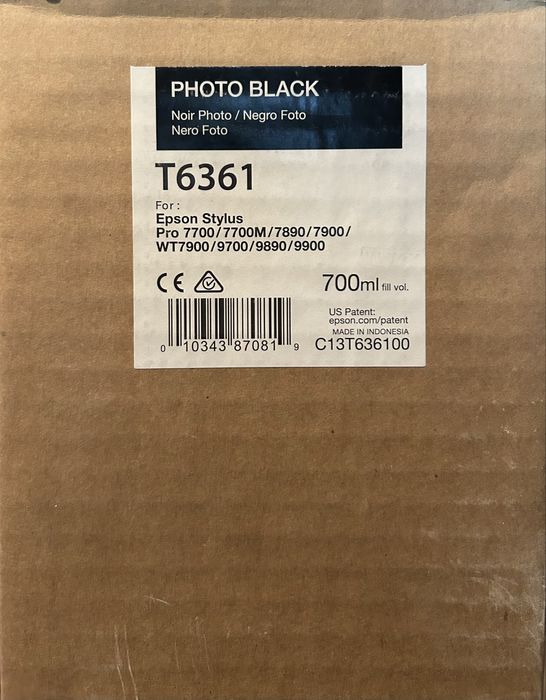 PHOTO BLACK
Noir Photo / Negro Foto
Nero Foto
T6361
For :
Epson Stylus
Pro 7700/7700M/7890/7900/
WT7900/9700/9890/9900
CE
700ml fill vol.
US Patent:
epson.com/patent
MADE IN INDONESIA
C13T636100
0 10343 87081 9